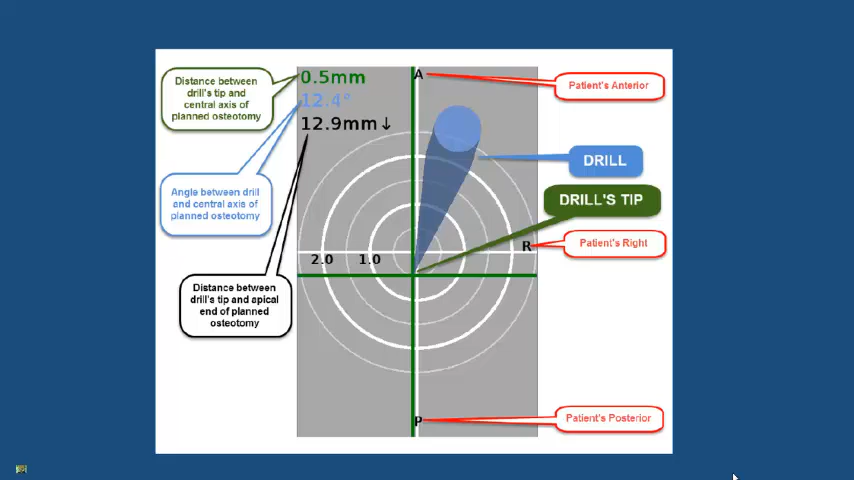 Distance between
drill's tip and
central axis of
planned osteotomy
0.5mm
12.4°
12.9mm↓
A
Patient's Anterior
DRILL
Angle between drill
and central axis of
planned osteotomy
DRILL'S TIP
R
Patient's Right
2.0 1.0
Distance between
drill's tip and apical
end of planned
osteotomy
P
Patient's Posterior